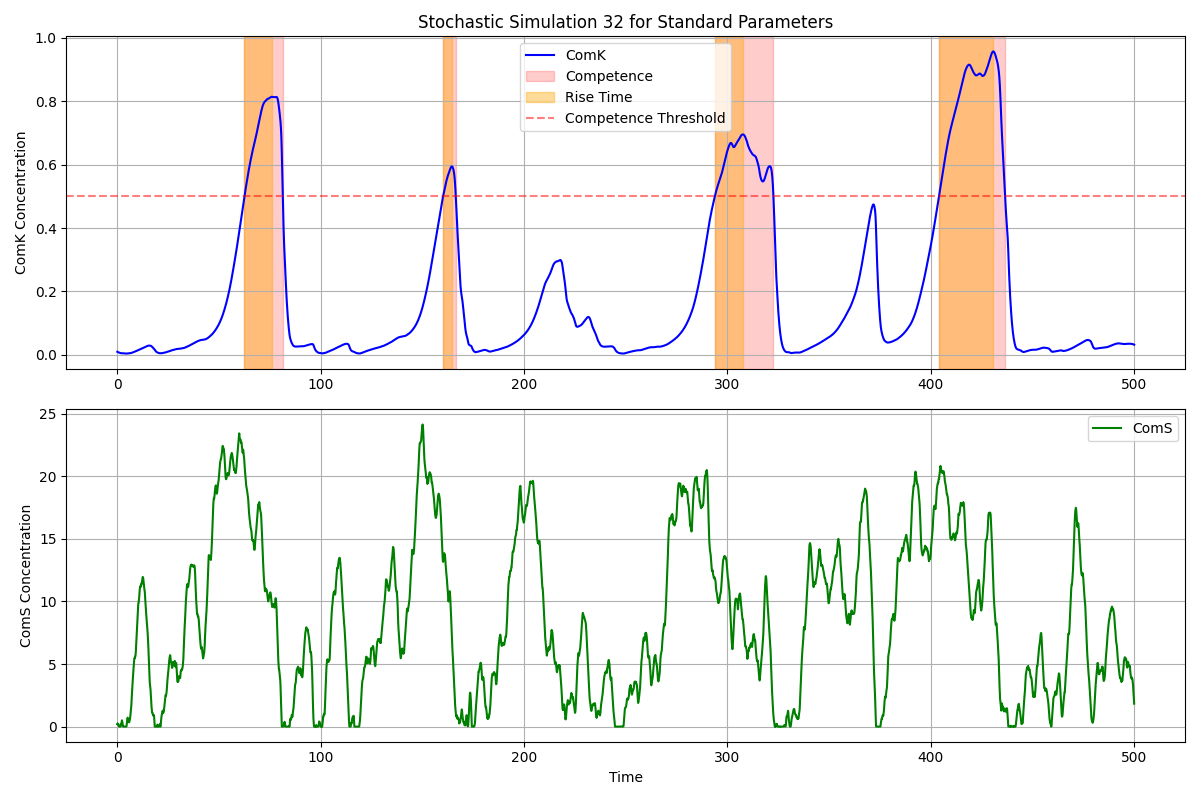 Stochastic Simulation 32 for Standard Parameters
ComK Concentration
1.0
0.8
0.6
0.4
0.2
0.0
ComK
Competence
Rise Time
Competence Threshold
0 100 200 300 400 500
ComS Concentration
25
20
15
10
5
0
ComS
0 100 200 300 400 500
Time